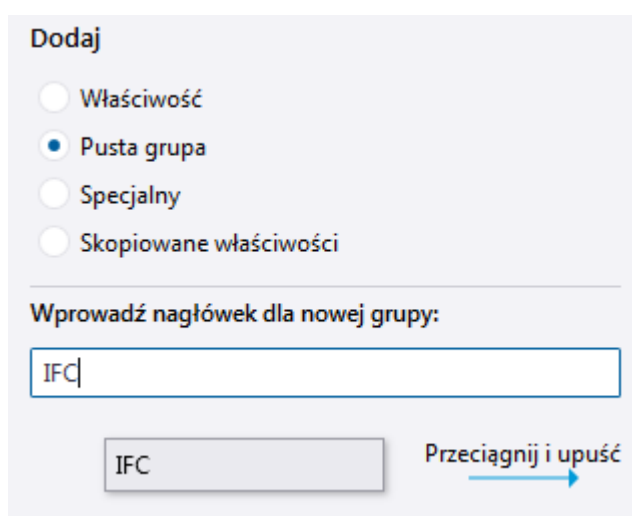 Dodaj
Właściwość
Pusta grupa
Specjalny
Skopiowane właściwości
Wprowadź nagłówek dla nowej grupy:
IFC
IFC
Przeciągnij i upuść